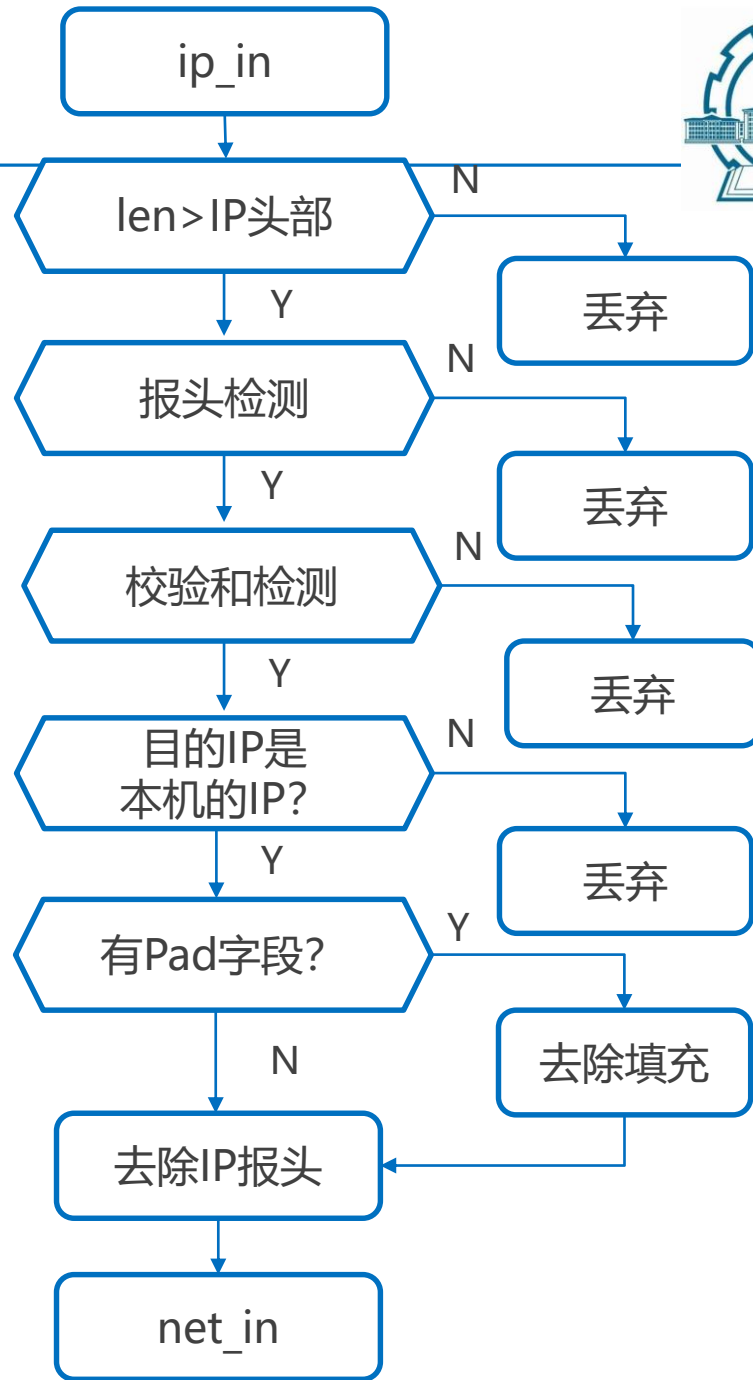 ip_in
len>IP头部
N
Y
丢弃
报头检测
N
Y
丢弃
校验和检测
N
Y
丢弃
目的IP是
本机的IP？
N
Y
丢弃
有Pad字段？
Y
N
去除填充
去除IP报头
net_in